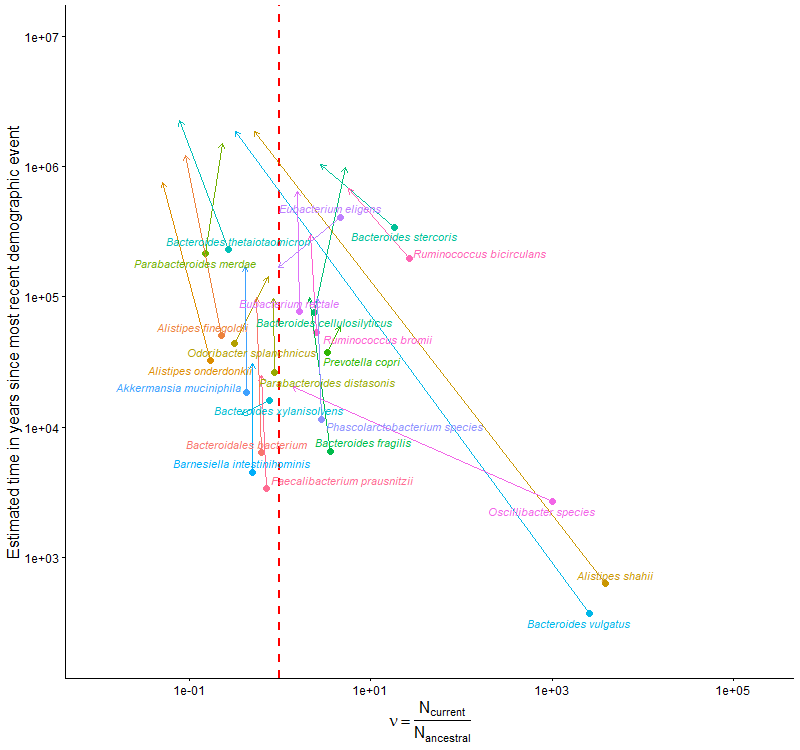 1e+07
1e+06
1e+05
1e+04
1e+03
Estimated time in years since most recent demographic event
Eubacterium eligens
Bacteroides stercoris
Bacteroides thetaiotaomicron
Ruminococcus bicirculans
Parabacteroides merdae
Eubacterium rectale
Bacteroides cellulosilyticus
Alistipes finegoldii
Ruminococcus bromii
Odoribacter splanchnicus
Prevotella copri
Alistipes onderdonkii
Parabacteroides distasonis
Akkermansia muciniphila
Bacteroides xylanisolvens
Phascolarctobacterium species
Bacteroidales bacterium
Bacteroides fragilis
Barnesiella intestinihominis
Faecalibacterium prausnitzii
Oscillibacter species
Alistipes shahii
Bacteroides vulgatus
1e-01 1e+01 1e+03 1e+05
ν = N current
N ancestral